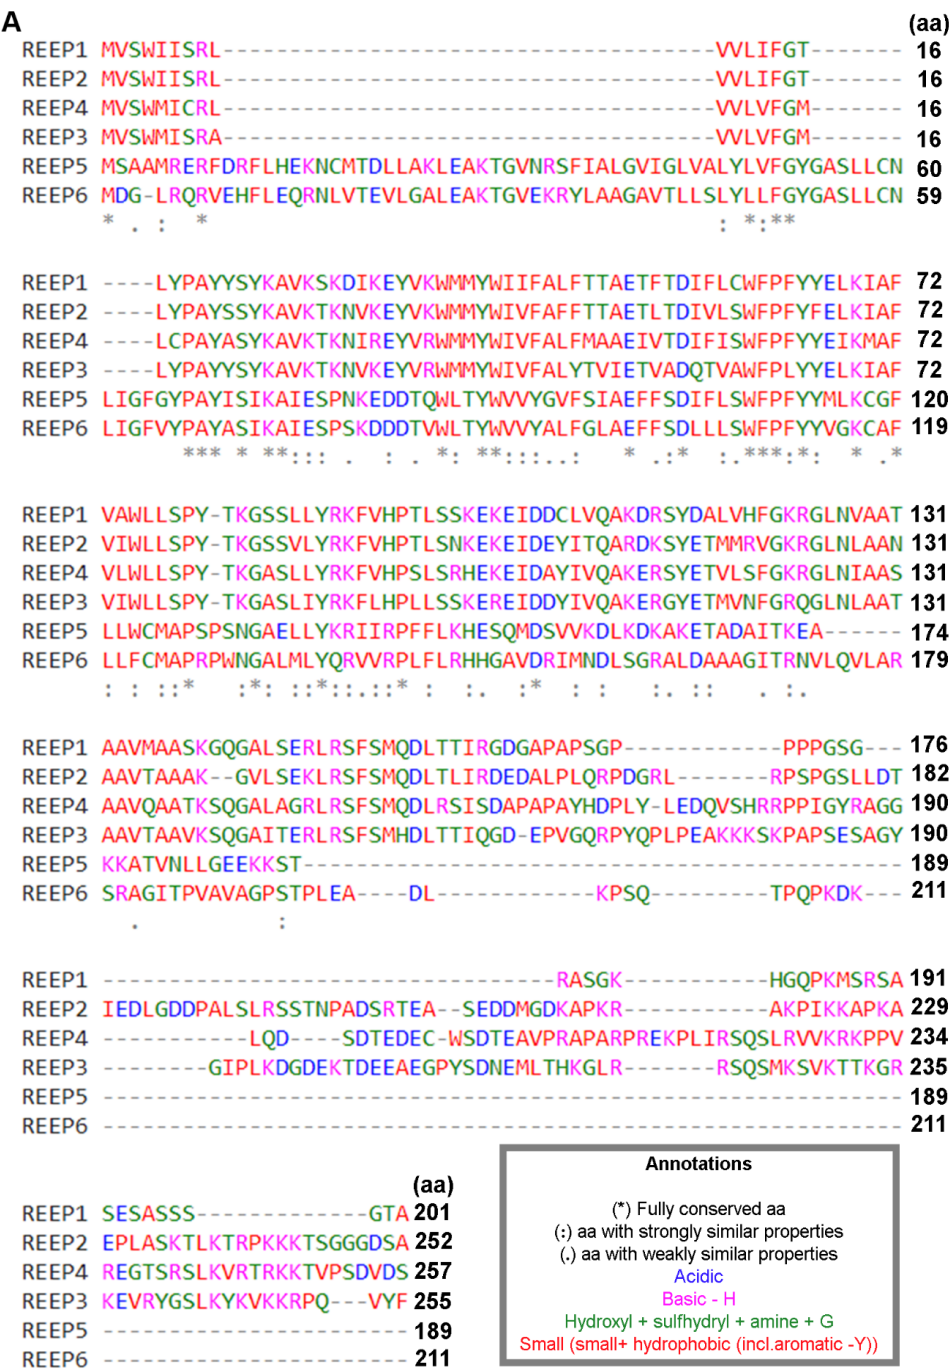 A
(aa)
REEP1 MVSWIISRL---------------------------------------VVLIFGT------- 16
REEP2 MVSWIISRL---------------------------------------VVLIFGT------- 16
REEP4 MVSWMICRL---------------------------------------VVLVFGM------- 16
REEP3 MVSWMISRA---------------------------------------VVLVFGM------- 16
REEP5 MSAAMRERFDRFLHEKNCMTDLLAKLEAKTGVNRSFIALGVIGLVALYLVFGYGASLLCN 60
REEP6 MDG-LRQRVEHFLEQRNLVTEVLGALEAKTGVEKRYLAAGAVTLLSLYLLFGYGASLLCN 59
* . : * : *:**
REEP1 ----LYPAYYSYKAVKSKDIKEYVKWMMYWIIFALFTTAETFTDIFLCWFPFYYELKIAF 72
REEP2 ----LYPAYSSYKAVKTKNVKEYVKWMMYWIVFAFFTTAETLTDIVLSWFPFYFELKIAF 72
REEP4 ----LCPAYASYKAVKTKNIREYVRWMMYWIVFALFMAAEIVTDIFISWFPFYYEIKMAF 72
REEP3 ----LYPAYYSYKAVKTKNVKEYVRWMMYWIVFALYTVIETVADQTVAWFPLYYELKIAF 72
REEP5 LIGFGYPAYISIKAIESPNKEDDTQWLTYWVVYGVFSIAEFFSDIFLSWFPFYYMLKCGF 120
REEP6 LIGFVYPAYASIKAIESPSKDDDTVWLTYWVVYALFGLAEFFSDLLLSWFPFYYVGKCAF 119
*** * **::: . : . *: **:::..: * .:* :.***:*: * .*
REEP1 VAWLLSPY-TKGSSLLYRKFVHPTLSSKEKEIDDCLVQAKDRSYDALVHFGKRGLNVAAT 131
REEP2 VIWLLSPY-TKGSSVLYRKFVHPTLSNKEKEIDEYITQARDKSYETMMRVGKRGLNLAAN 131
REEP4 VLWLLSPY-TKGASLLYRKFVHPSLSRHEKEIDAYIVQAKERSYETVLSFGKRGLNIAAS 131
REEP3 VIWLLSPY-TKGASLIYRKFLHPLLSSKEREIDDYIVQAKERGYETMVNFGRQGLNLAAT 131
REEP5 LLWCMAPSPSNGAELLYKRIIRPFFLKHESQMDSVVKDLKDKAKETADAITKEA------ 174
REEP6 LLFCMAPRPWNGALMLYQRVVRPLFLRHHGAVDRIMNDLSGRALDAAAGITRNVLQVLAR 179
: : ::* :*: ::*::.::* : :. :* : : :. :: . :.
REEP1 AAVMAASKGQGALSERLRSFSMQDLTTIRGDGAPAPSGP------------PPPGSG--- 176
REEP2 AAVTAAAK--GVLSEKLRSFSMQDLTLIRDEDALPLQRPDGRL-------RPSPGSLLDT 182
REEP4 AAVQAATKSQGALAGRLRSFSMQDLRSISDAPAPAYHDPLY-LEDQVSHRRPPIGYRAGG 190
REEP3 AAVTAAVKSQGAITERLRSFSMHDLTTIQGD-EPVGQRPYQPLPEAKKKSKPAPSESAGY 190
REEP5 KKATVNLLGEEKKST--------------------------------------------- 189
REEP6 SRAGITPVAVAGPSTPLEA----DL------------KPSQ---------TPQPKDK--- 211
. :
REEP1 ----------------------------------RASGK-----------HGQPKMSRSA 191
REEP2 IEDLGDDPALSLRSSTNPADSRTEA--SEDDMGDKAPKR-----------AKPIKKAPKA 229
REEP4 -----------LQD----SDTEDEC-WSDTEAVPRAPARPREKPLIRSQSLRVVKRKPPV 234
REEP3 --------GIPLKDGDEKTDEEAEGPYSDNEMLTHKGLR-------RSQSMKSVKTTKGR 235
REEP5 ------------------------------------------------------------ 189
REEP6 ------------------------------------------------------------ 211
(aa)
REEP1 SESASSS-------------GTA 201
REEP2 EPLASKTLKTRPKKKTSGGGDSA 252
REEP4 REGTSRSLKVRTRKKTVPSDVDS 257
REEP3 KEVRYGSLKYKVKKRPQ---VYF 255
REEP5 ----------------------- 189
REEP6 ----------------------- 211
Annotations
(*) Fully conserved aa
(:) aa with strongly similar properties
(.) aa with weakly similar properties
Acidic
Basic - H
Hydroxyl + sulfhydryl + amine + G
Small (small+ hydrophobic (incl.aromatic -Y))